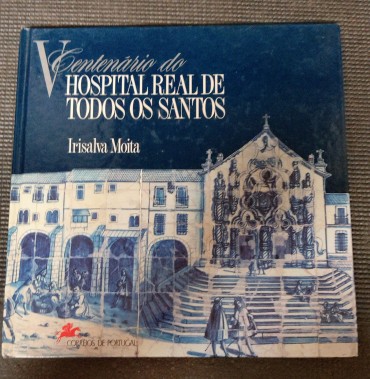 V Centenário do
HOSPITAL REAL DE
TODOS OS SANTOS
Irisalva Moita
CORREIOS DE PORTUGAL